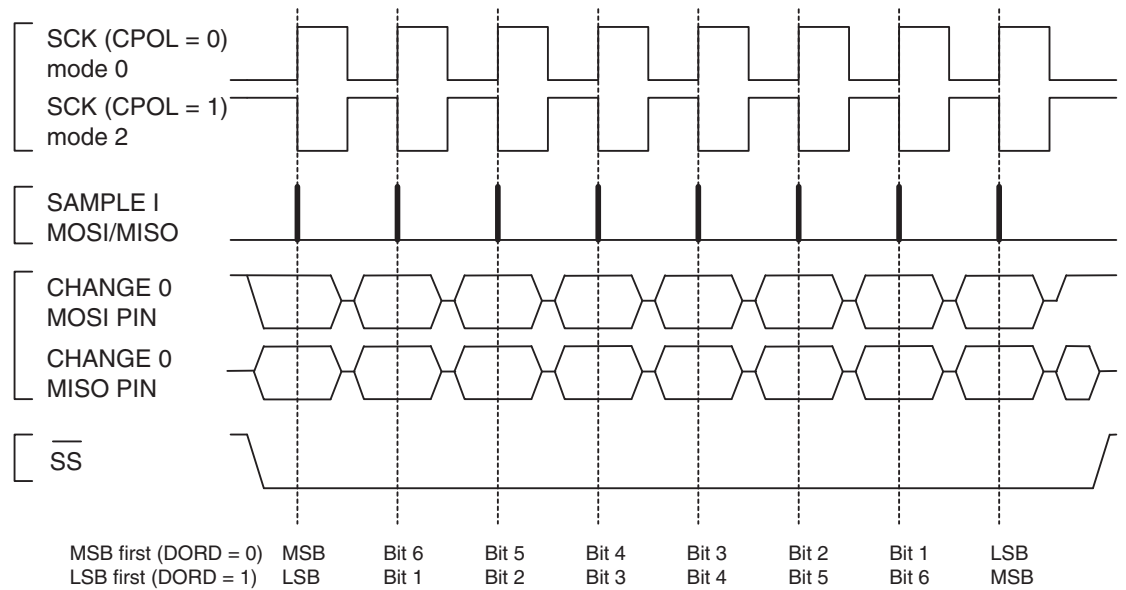 SCK (CPOL = 0)
mode 0
SCK (CPOL = 1)
mode 2
SAMPLE I
MOSI/MISO
CHANGE 0
MOSI PIN
CHANGE 0
MISO PIN
SS
MSB first (DORD = 0) MSB Bit 6 Bit 5 Bit 4 Bit 3 Bit 2 Bit 1 LSB
LSB first (DORD = 1) LSB Bit 1 Bit 2 Bit 3 Bit 4 Bit 5 Bit 6 MSB